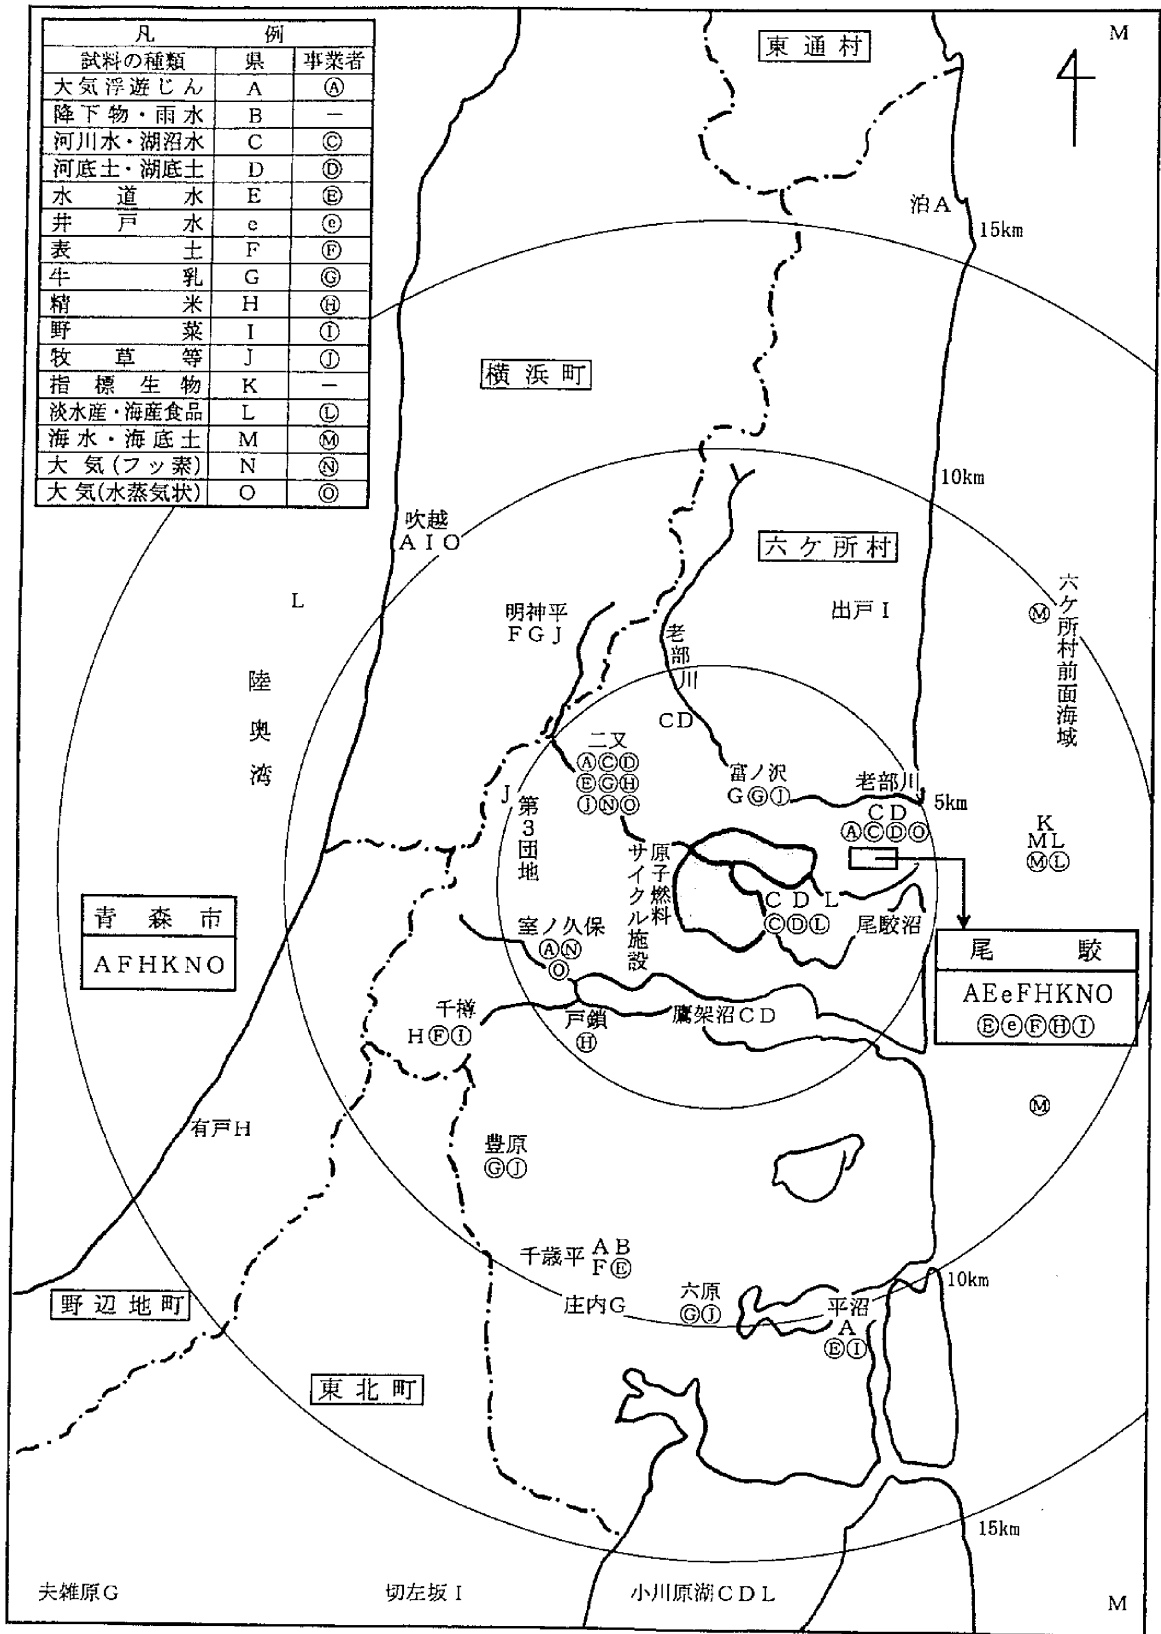 凡例
試料の種類 県 事業者
大気浮遊じん A Ⓐ
降下物・雨水 B －
河川水・湖沼水 C Ⓒ
河底土・湖底土 D Ⓓ
水道水 E Ⓔ
井戸水 e ⓔ
表土 F Ⓕ
牛乳 G Ⓖ
精米 H Ⓗ
野菜 I Ⓘ
牧草等 J Ⓙ
指標生物 K －
淡水産・海産食品 L Ⓛ
海水・海底土 M Ⓜ
大気(フッ素) N Ⓝ
大気(水蒸気状) O Ⓞ
東通村
M
泊A
15km
横浜町
10km
吹越
AIO
六ケ所村
L
明神平
FGJ
出戸I
Ⓜ
六ケ所村前面海域
老部川
陸奥湾
CD
二又
ⒶⒸⒹ
ⒺⒼⒽ
ⒿⓃⓄ
富ノ沢
GⒼⒿ
老部川
CD
ⒶⒸⒹⓄ
5km
J
第3団地
K
ML
ⓂⓁ
原子燃料
サイクル施設
CDL
ⒸⒹⓁ
尾駮沼
青森市
AFHKNO
室ノ久保
ⒶⓃ
Ⓞ
尾駮
AEeFHKNO
ⒺⓔⒻⒽⒾ
千樽
HⒻⒾ
戸鎖
Ⓗ
鷹架沼CD
Ⓜ
有戸H
豊原
ⒼⒿ
千歳平
AB
FⒺ
庄内G
六原
ⒼⒿ
平沼
A
ⒺⒾ
10km
野辺地町
東北町
15km
夫雑原G
切左坂I
小川原湖CDL
M